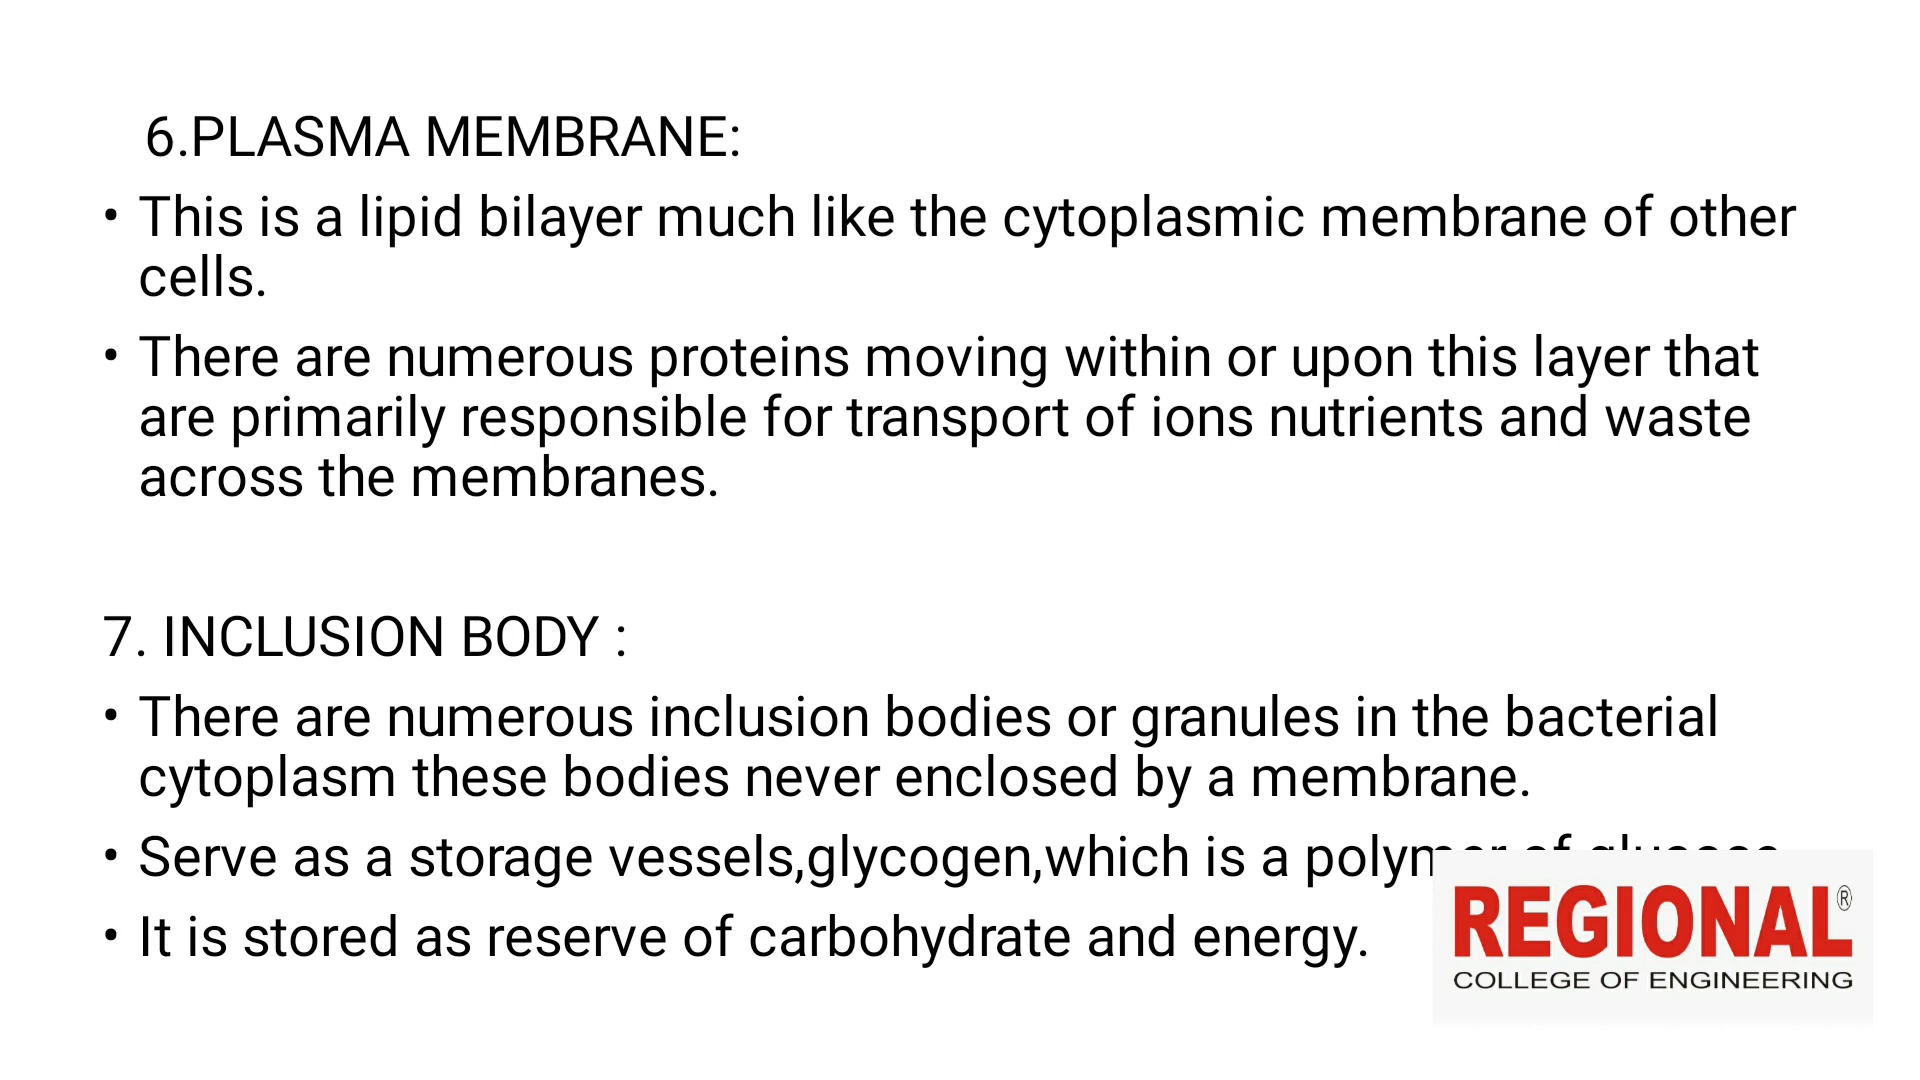 6.PLASMA MEMBRANE:
• This is a lipid bilayer much like the cytoplasmic membrane of other
cells.
• There are numerous proteins moving within or upon this layer that
are primarily responsible for transport of ions nutrients and waste
across the membranes.
7. INCLUSION BODY :
• There are numerous inclusion bodies or granules in the bacterial
cytoplasm these bodies never enclosed by a membrane.
• Serve as a storage vessels,glycogen,which is a polymer of glucose
• It is stored as reserve of carbohydrate and energy.
REGIONAL®
COLLEGE OF ENGINEERING